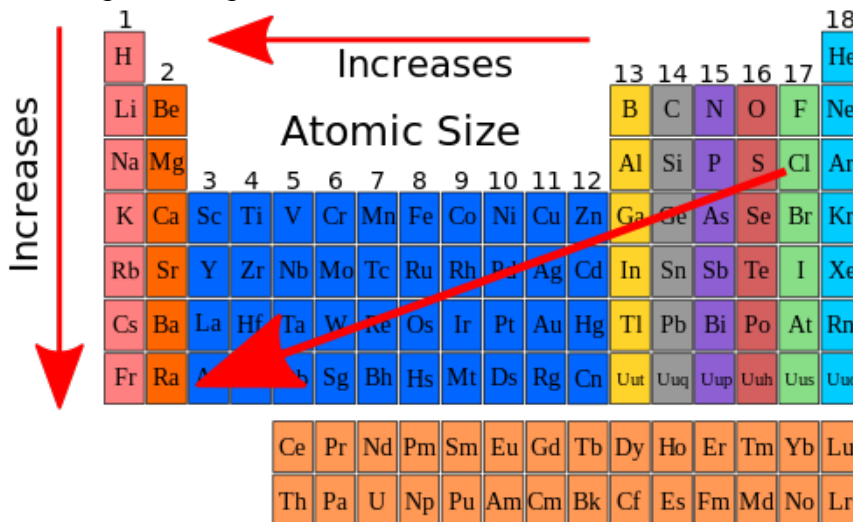 1 18
H Increases He
2 13 14 15 16 17
Li Be Atomic Size B C N O F Ne
Na Mg Al Si P S Cl Ar
3 4 5 6 7 8 9 10 11 12
Increases
K Ca Sc Ti V Cr Mn Fe Co Ni Cu Zn Ga Ge As Se Br Kr
Rb Sr Y Zr Nb Mo Tc Ru Rh Pd Ag Cd In Sn Sb Te I Xe
Cs Ba La Hf Ta W Re Os Ir Pt Au Hg Tl Pb Bi Po At Rn
Fr Ra Sg Bh Hs Mt Ds Rg Cn Uut Uuq Uup Uuh Uus
Ce Pr Nd Pm Sm Eu Gd Tb Dy Ho Er Tm Yb Lu
Th Pa U Np Pu Am Cm Bk Cf Es Fm Md No Lr